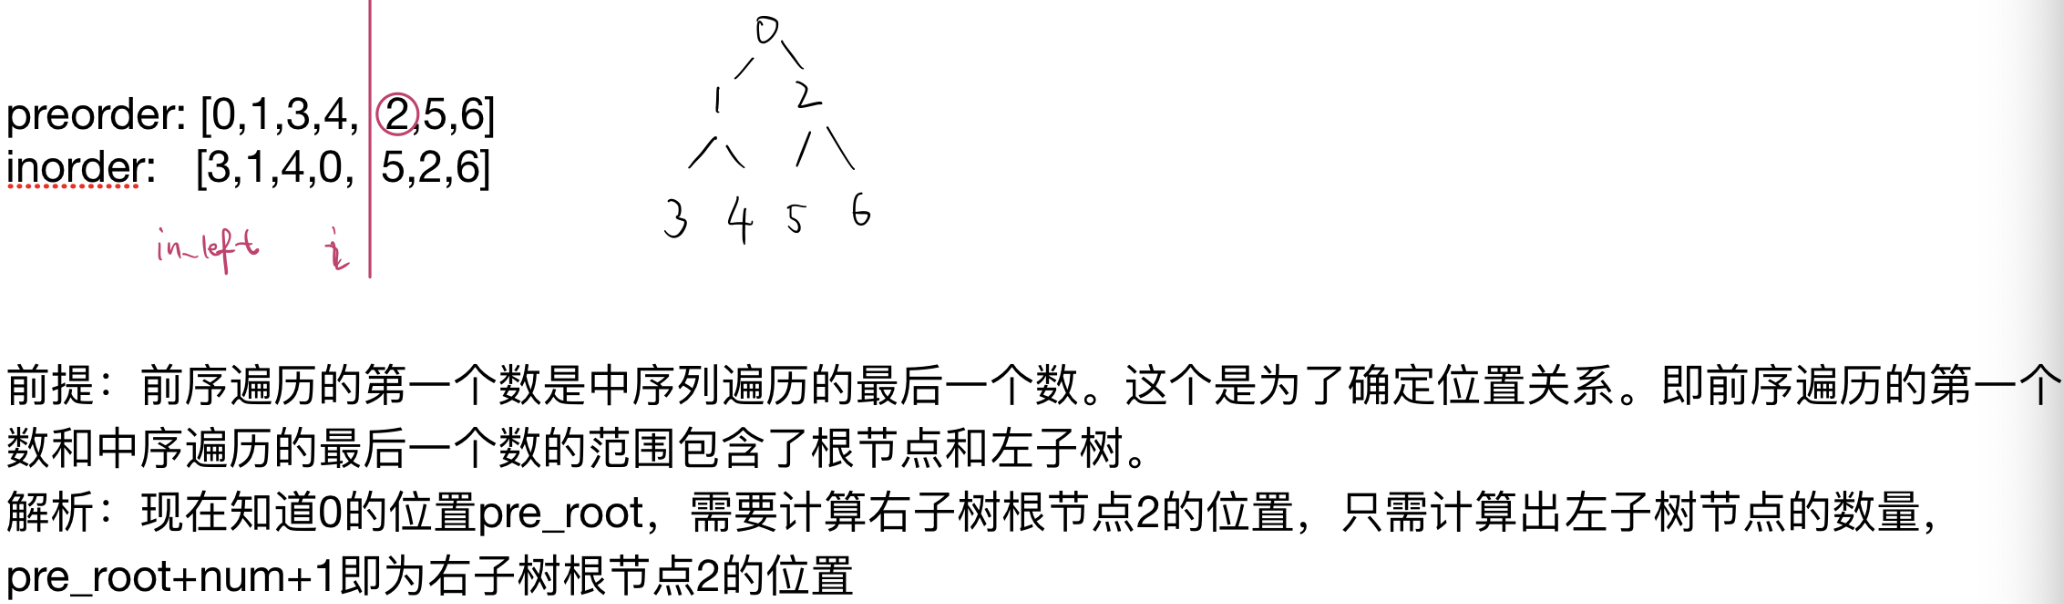 0
1 2
preorder: [0,1,3,4, 2,5,6]
inorder: [3,1,4,0, 5,2,6]
3 4 5 6
in_left i
前提：前序遍历的第一个数是中序列遍历的最后一个数。这个是为了确定位置关系。即前序遍历的第一个
数和中序遍历的最后一个数的范围包含了根节点和左子树。
解析：现在知道0的位置pre_root，需要计算右子树根节点2的位置，只需计算出左子树节点的数量，
pre_root+num+1即为右子树根节点2的位置